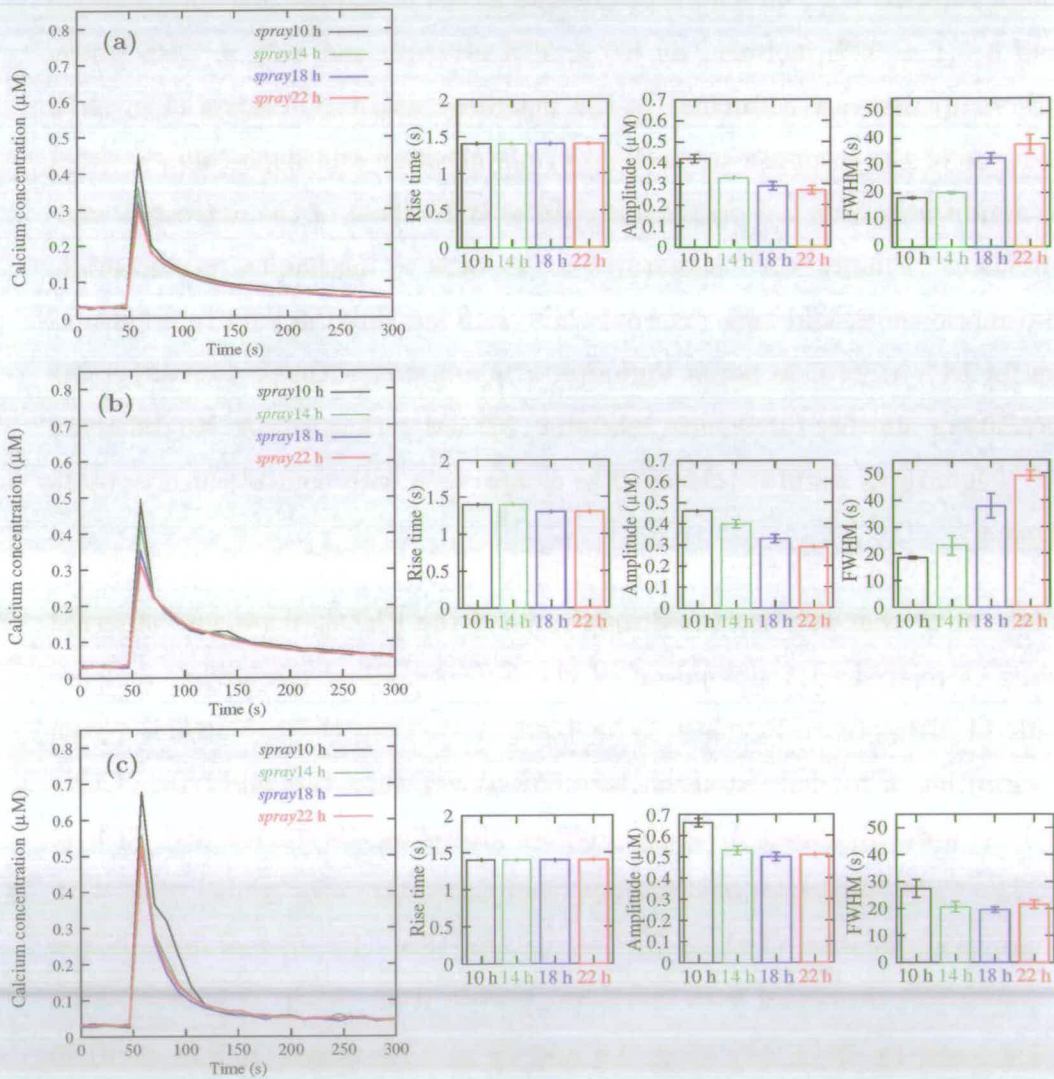 (a)
spray10 h
spray14 h
spray18 h
spray22 h
Calcium concentration (μM)
0.8
0.7
0.6
0.5
0.4
0.3
0.2
0.1
0
0 50 100 150 200 250 300
Time (s)
Rise time (s)
2
1.5
1
0.5
0
10 h 14 h 18 h 22 h
Amplitude (μM)
0.7
0.6
0.5
0.4
0.3
0.2
0.1
0
10 h 14 h 18 h 22 h
FWHM (s)
50
40
30
20
10
0
10 h 14 h 18 h 22 h
(b)
spray10 h
spray14 h
spray18 h
spray22 h
Calcium concentration (μM)
0.8
0.7
0.6
0.5
0.4
0.3
0.2
0.1
0
0 50 100 150 200 250 300
Time (s)
Rise time (s)
2
1.5
1
0.5
0
10 h 14 h 18 h 22 h
Amplitude (μM)
0.7
0.6
0.5
0.4
0.3
0.2
0.1
0
10 h 14 h 18 h 22 h
FWHM (s)
50
40
30
20
10
0
10 h 14 h 18 h 22 h
(c)
spray10 h
spray14 h
spray18 h
spray22 h
Calcium concentration (μM)
0.8
0.7
0.6
0.5
0.4
0.3
0.2
0.1
0
0 50 100 150 200 250 300
Time (s)
Rise time (s)
2
1.5
1
0.5
0
10 h 14 h 18 h 22 h
Amplitude (μM)
0.7
0.6
0.5
0.4
0.3
0.2
0.1
0
10 h 14 h 18 h 22 h
FWHM (s)
50
40
30
20
10
0
10 h 14 h 18 h 22 h